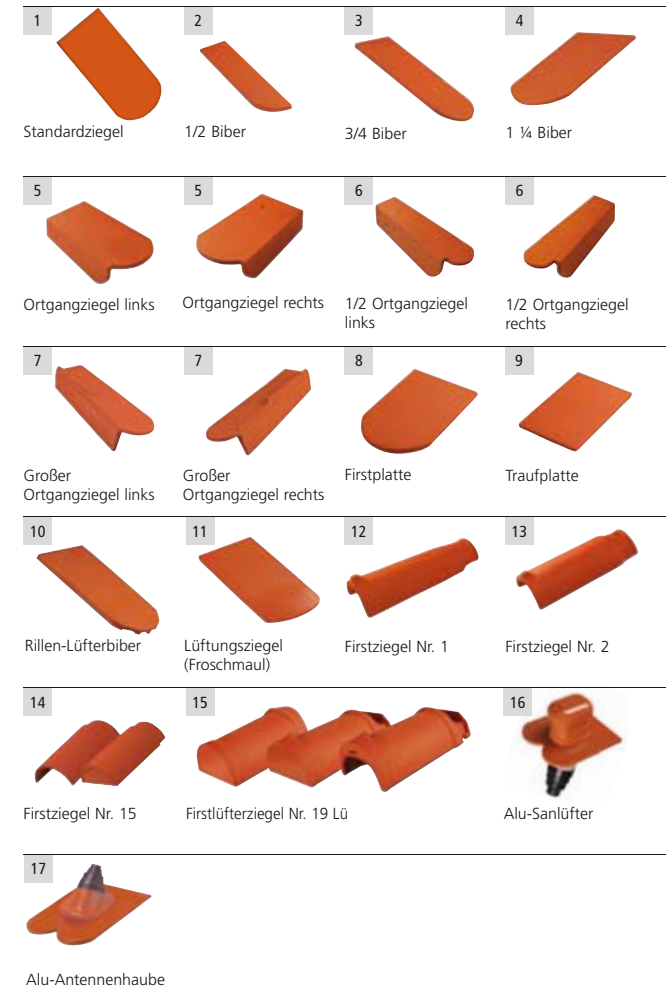 1 2 3 4
Standardziegel 1/2 Biber 3/4 Biber 1 ¼ Biber
5 5 6 6
Ortgangziegel links Ortgangziegel rechts 1/2 Ortgangziegel 1/2 Ortgangziegel
links rechts
7 7 8 9
Großer Großer Firstplatte Traufplatte
Ortgangziegel links Ortgangziegel rechts
10 11 12 13
Rillen-Lüfterbiber Lüftungsziegel Firstziegel Nr. 1 Firstziegel Nr. 2
(Froschmaul)
14 15 16
Firstziegel Nr. 15 Firstlüfterziegel Nr. 19 Lü Alu-Sanlüfter
17
Alu-Antennenhaube